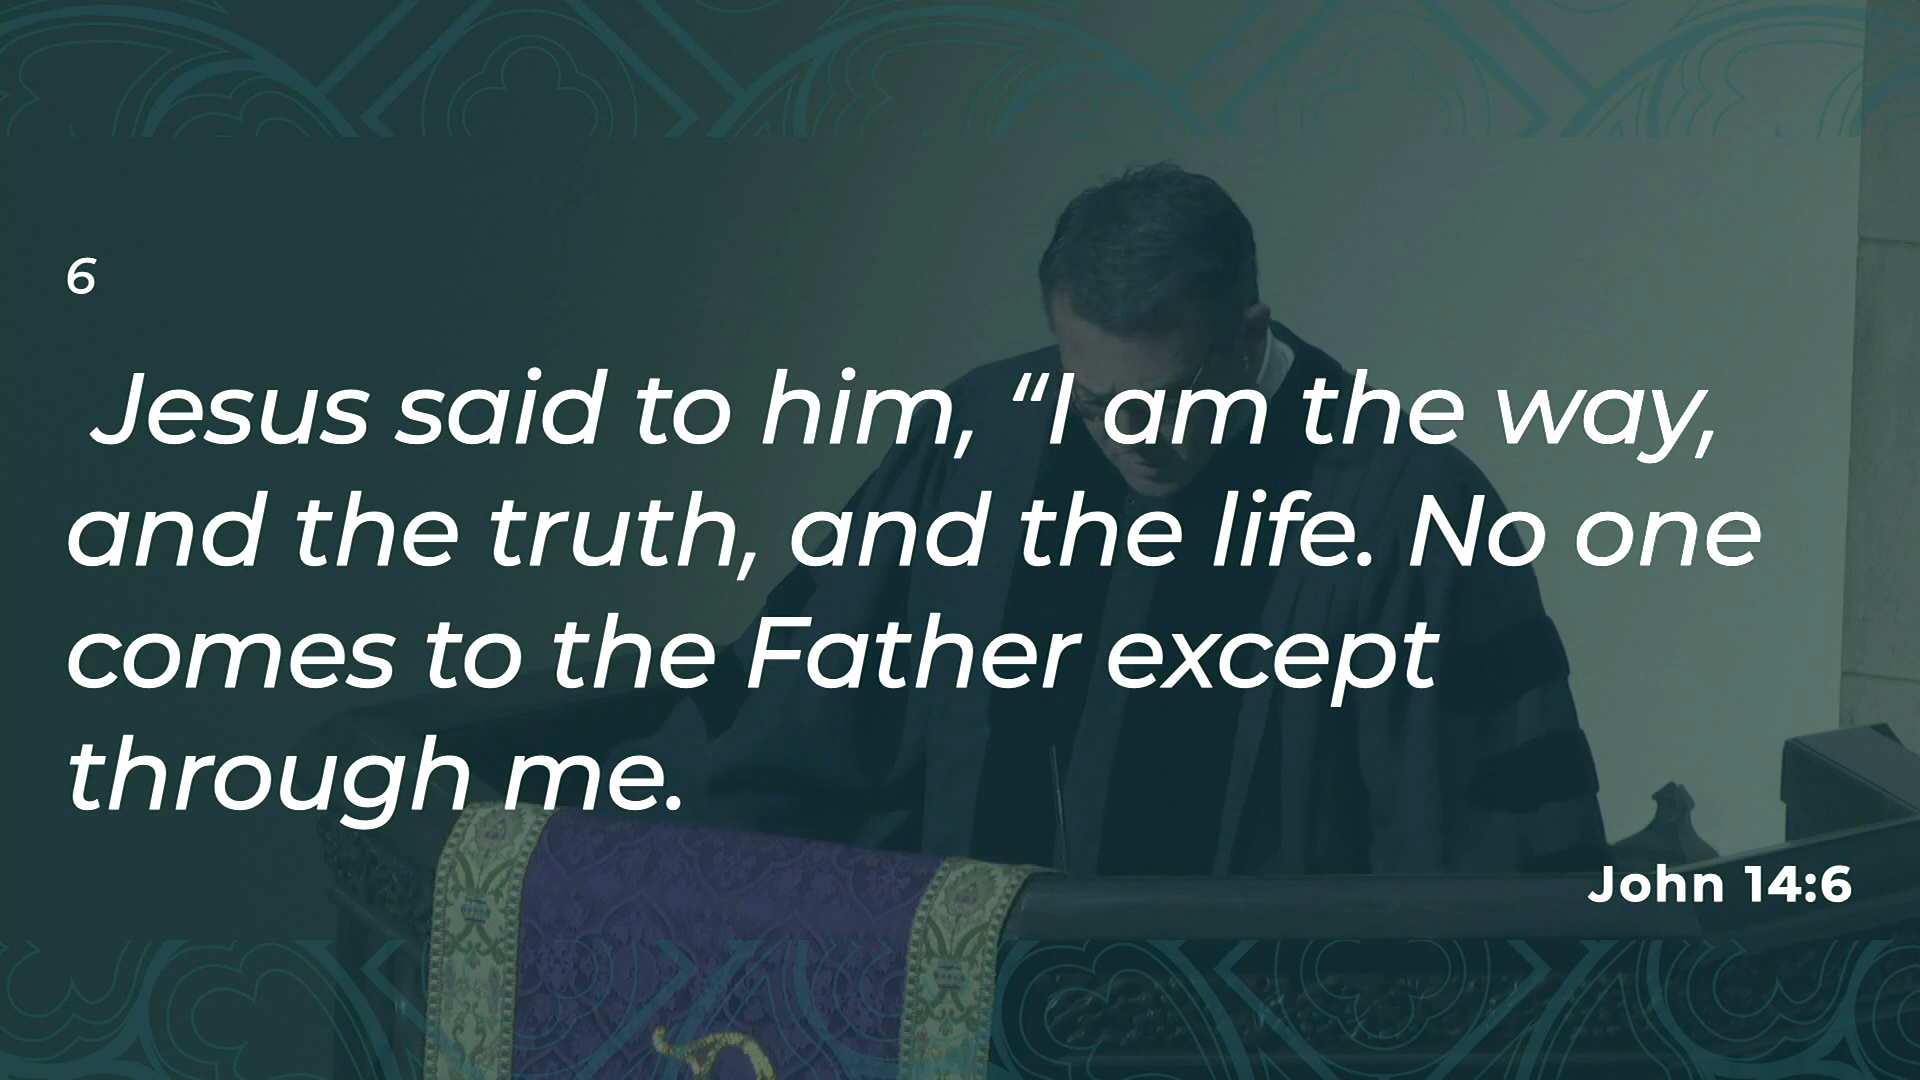 6
Jesus said to him, “I am the way,
and the truth, and the life. No one
comes to the Father except
through me.
John 14:6